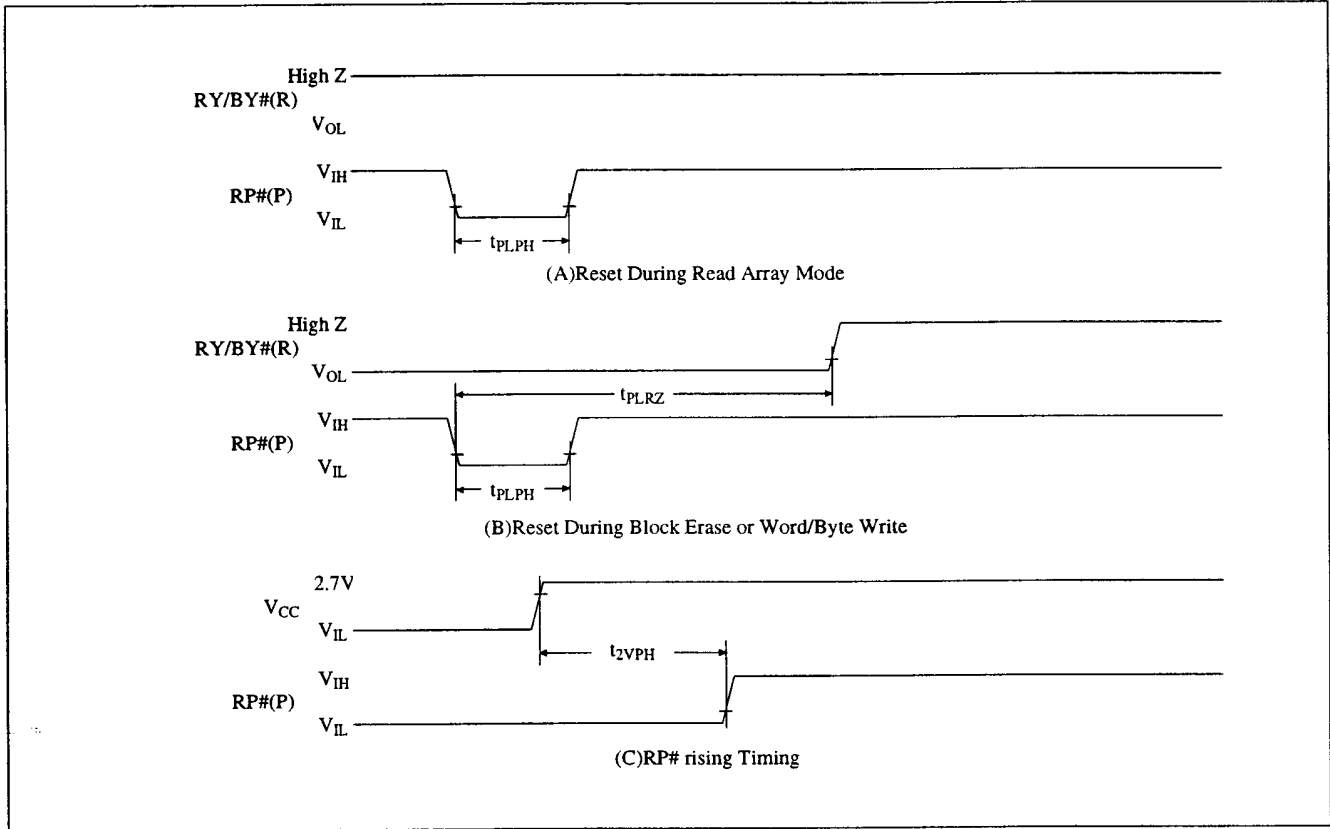 High Z
RY/BY#(R)
VOL
VIH
RP#(P)
VIL
tPLPH
(A)Reset During Read Array Mode
High Z
RY/BY#(R)
VOL
tPLRZ
VIH
RP#(P)
VIL
tPLPH
(B)Reset During Block Erase or Word/Byte Write
2.7V
VCC
VIL
t2VPH
VIH
RP#(P)
VIL
(C)RP# rising Timing